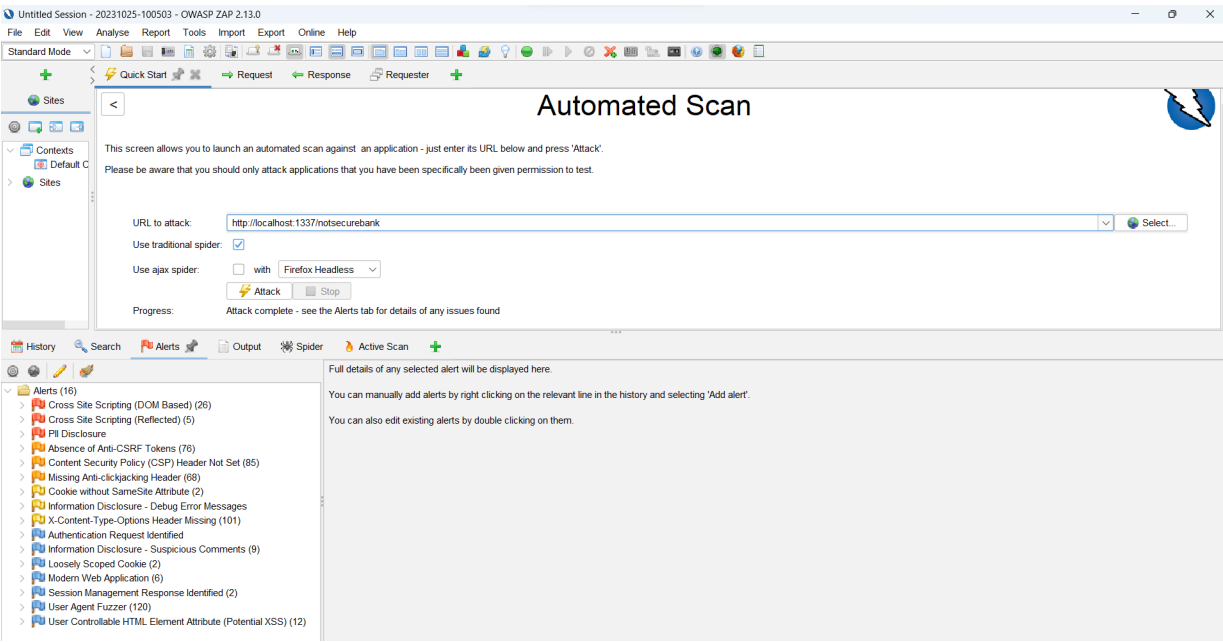 Untitled Session - 20231025-100503 - OWASP ZAP 2.13.0
File Edit View Analyse Report Tools Import Export Online Help
Standard Mode
Quick Start Request Response Requester
Sites
<
Automated Scan
This screen allows you to launch an automated scan against an application - just enter its URL below and press 'Attack'.
Please be aware that you should only attack applications that you have been specifically been given permission to test.
Contexts
Default C
Sites
URL to attack: http://localhost:1337/notsecurebank Select...
Use traditional spider:
Use ajax spider: with Firefox Headless
Attack Stop
Progress: Attack complete - see the Alerts tab for details of any issues found
History Search Alerts Output Spider Active Scan
Full details of any selected alert will be displayed here.
You can manually add alerts by right clicking on the relevant line in the history and selecting 'Add alert'.
You can also edit existing alerts by double clicking on them.
Alerts (16)
Cross Site Scripting (DOM Based) (26)
Cross Site Scripting (Reflected) (5)
PII Disclosure
Absence of Anti-CSRF Tokens (76)
Content Security Policy (CSP) Header Not Set (85)
Missing Anti-clickjacking Header (68)
Cookie without SameSite Attribute (2)
Information Disclosure - Debug Error Messages
X-Content-Type-Options Header Missing (101)
Authentication Request Identified
Information Disclosure - Suspicious Comments (9)
Loosely Scoped Cookie (2)
Modern Web Application (6)
Session Management Response Identified (2)
User Agent Fuzzer (120)
User Controllable HTML Element Attribute (Potential XSS) (12)